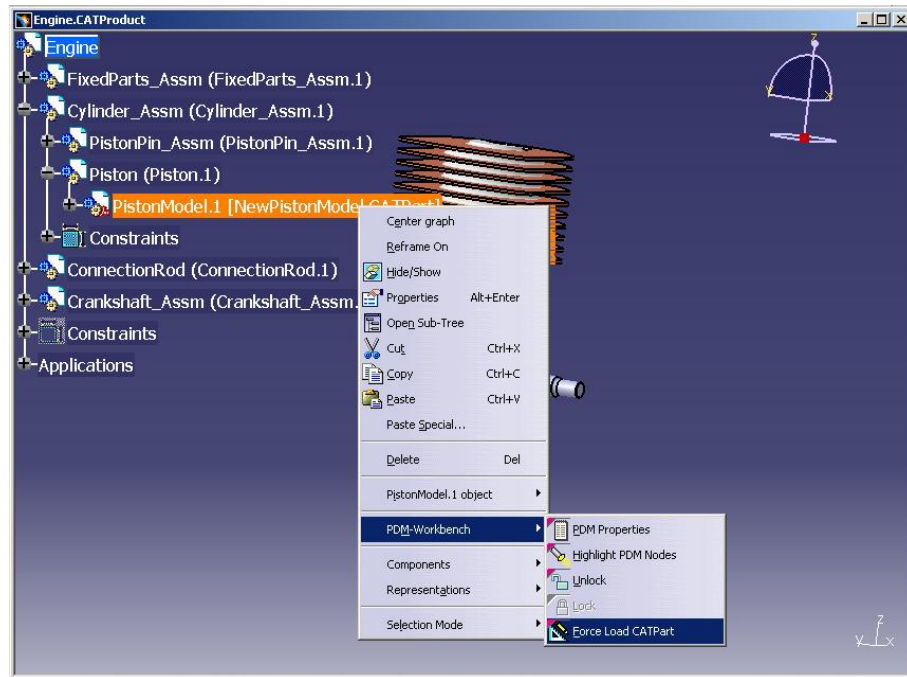 Engine.CATProduct
Engine
FixedParts_Assm (FixedParts_Assm.1)
Cylinder_Assm (Cylinder_Assm.1)
PistonPin_Assm (PistonPin_Assm.1)
Piston (Piston.1)
PistonModel.1 [NewPistonModel.CATPart]
Constraints
ConnectionRod (ConnectionRod.1)
Crankshaft_Assm (Crankshaft_Assm.
Constraints
Applications
Center graph
Reframe On
Hide/Show
Properties Alt+Enter
Open Sub-Tree
Cut Ctrl+X
Copy Ctrl+C
Paste Ctrl+V
Paste Special...
Delete Del
PistonModel.1 object
PDM-Workbench
Components
Representations
Selection Mode
PDM Properties
Highlight PDM Nodes
Unlock
Lock
Force Load CATPart
z
y x
z
y x